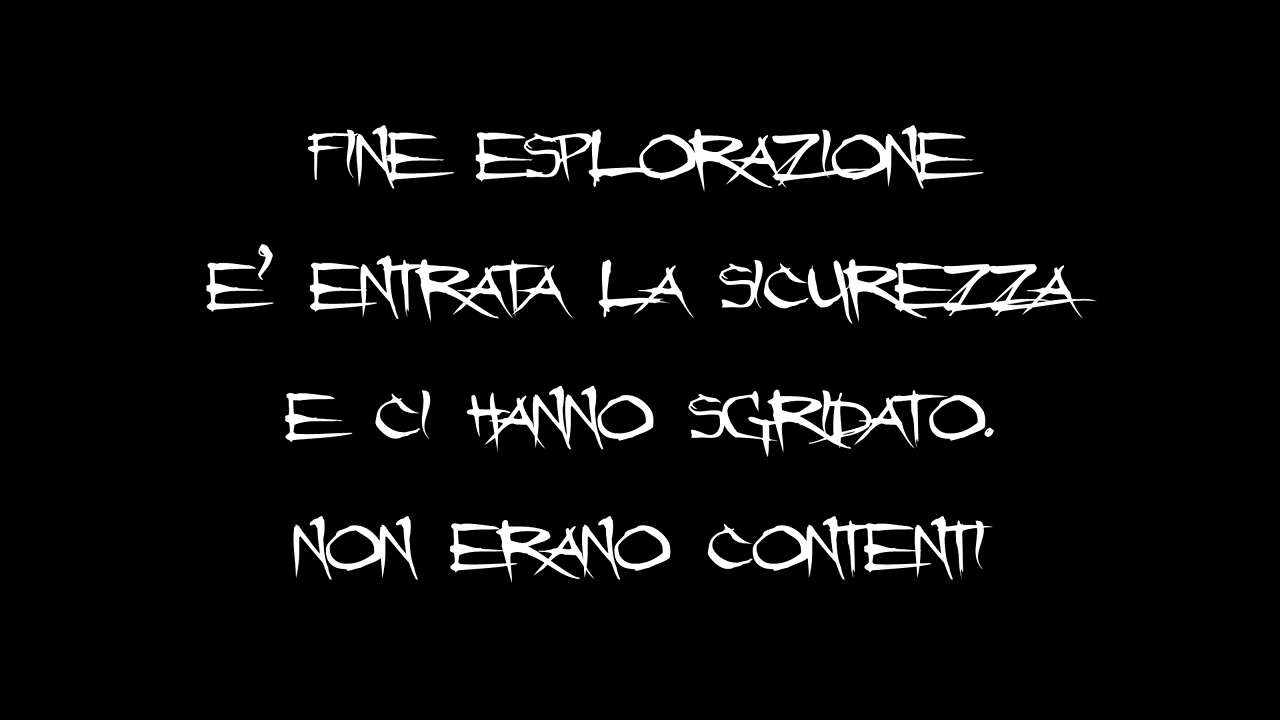 FINE ESPLORAZIONE
E' ENTRATA LA SICUREZZA
E CI HANNO SGRIDATO.
NON ERANO CONTENTI